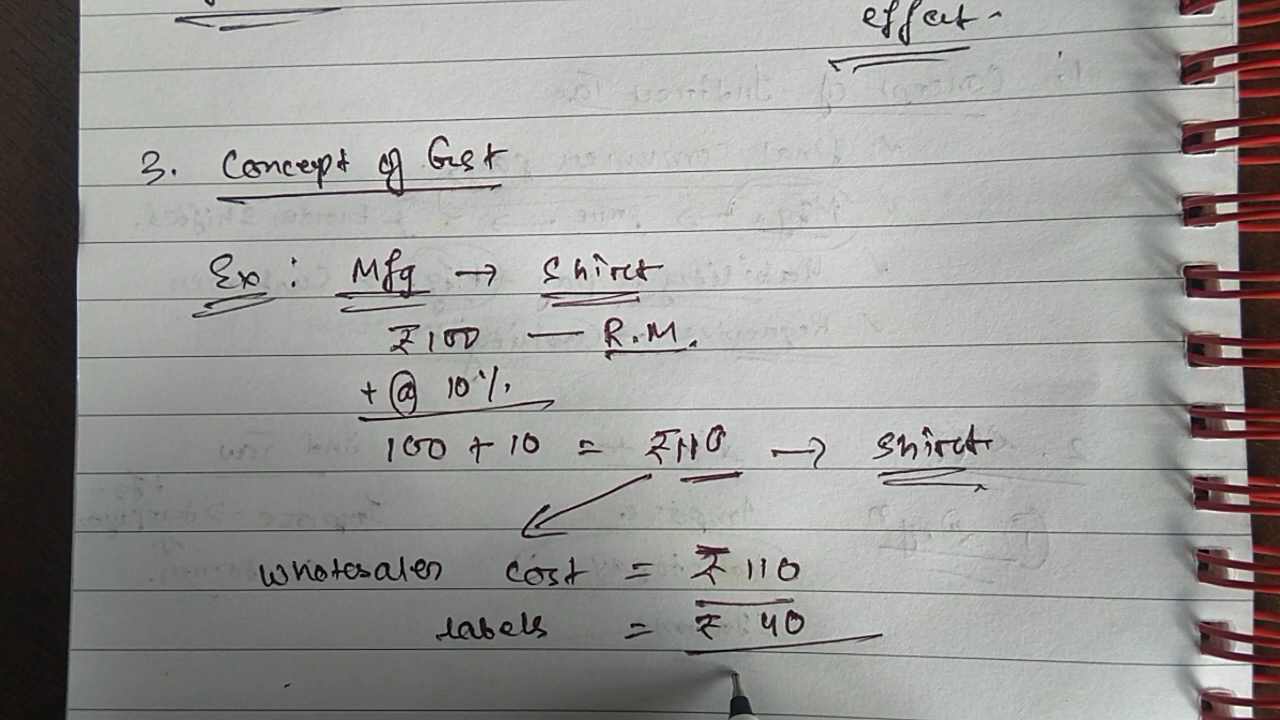 effect.
3. Concept of Gst
Ex : Mfg → Shirt
₹100 — R.M.
+ @ 10%
100 + 10 = ₹110 → Shirt
Wholesaler cost = ₹110
labels = ₹ 40